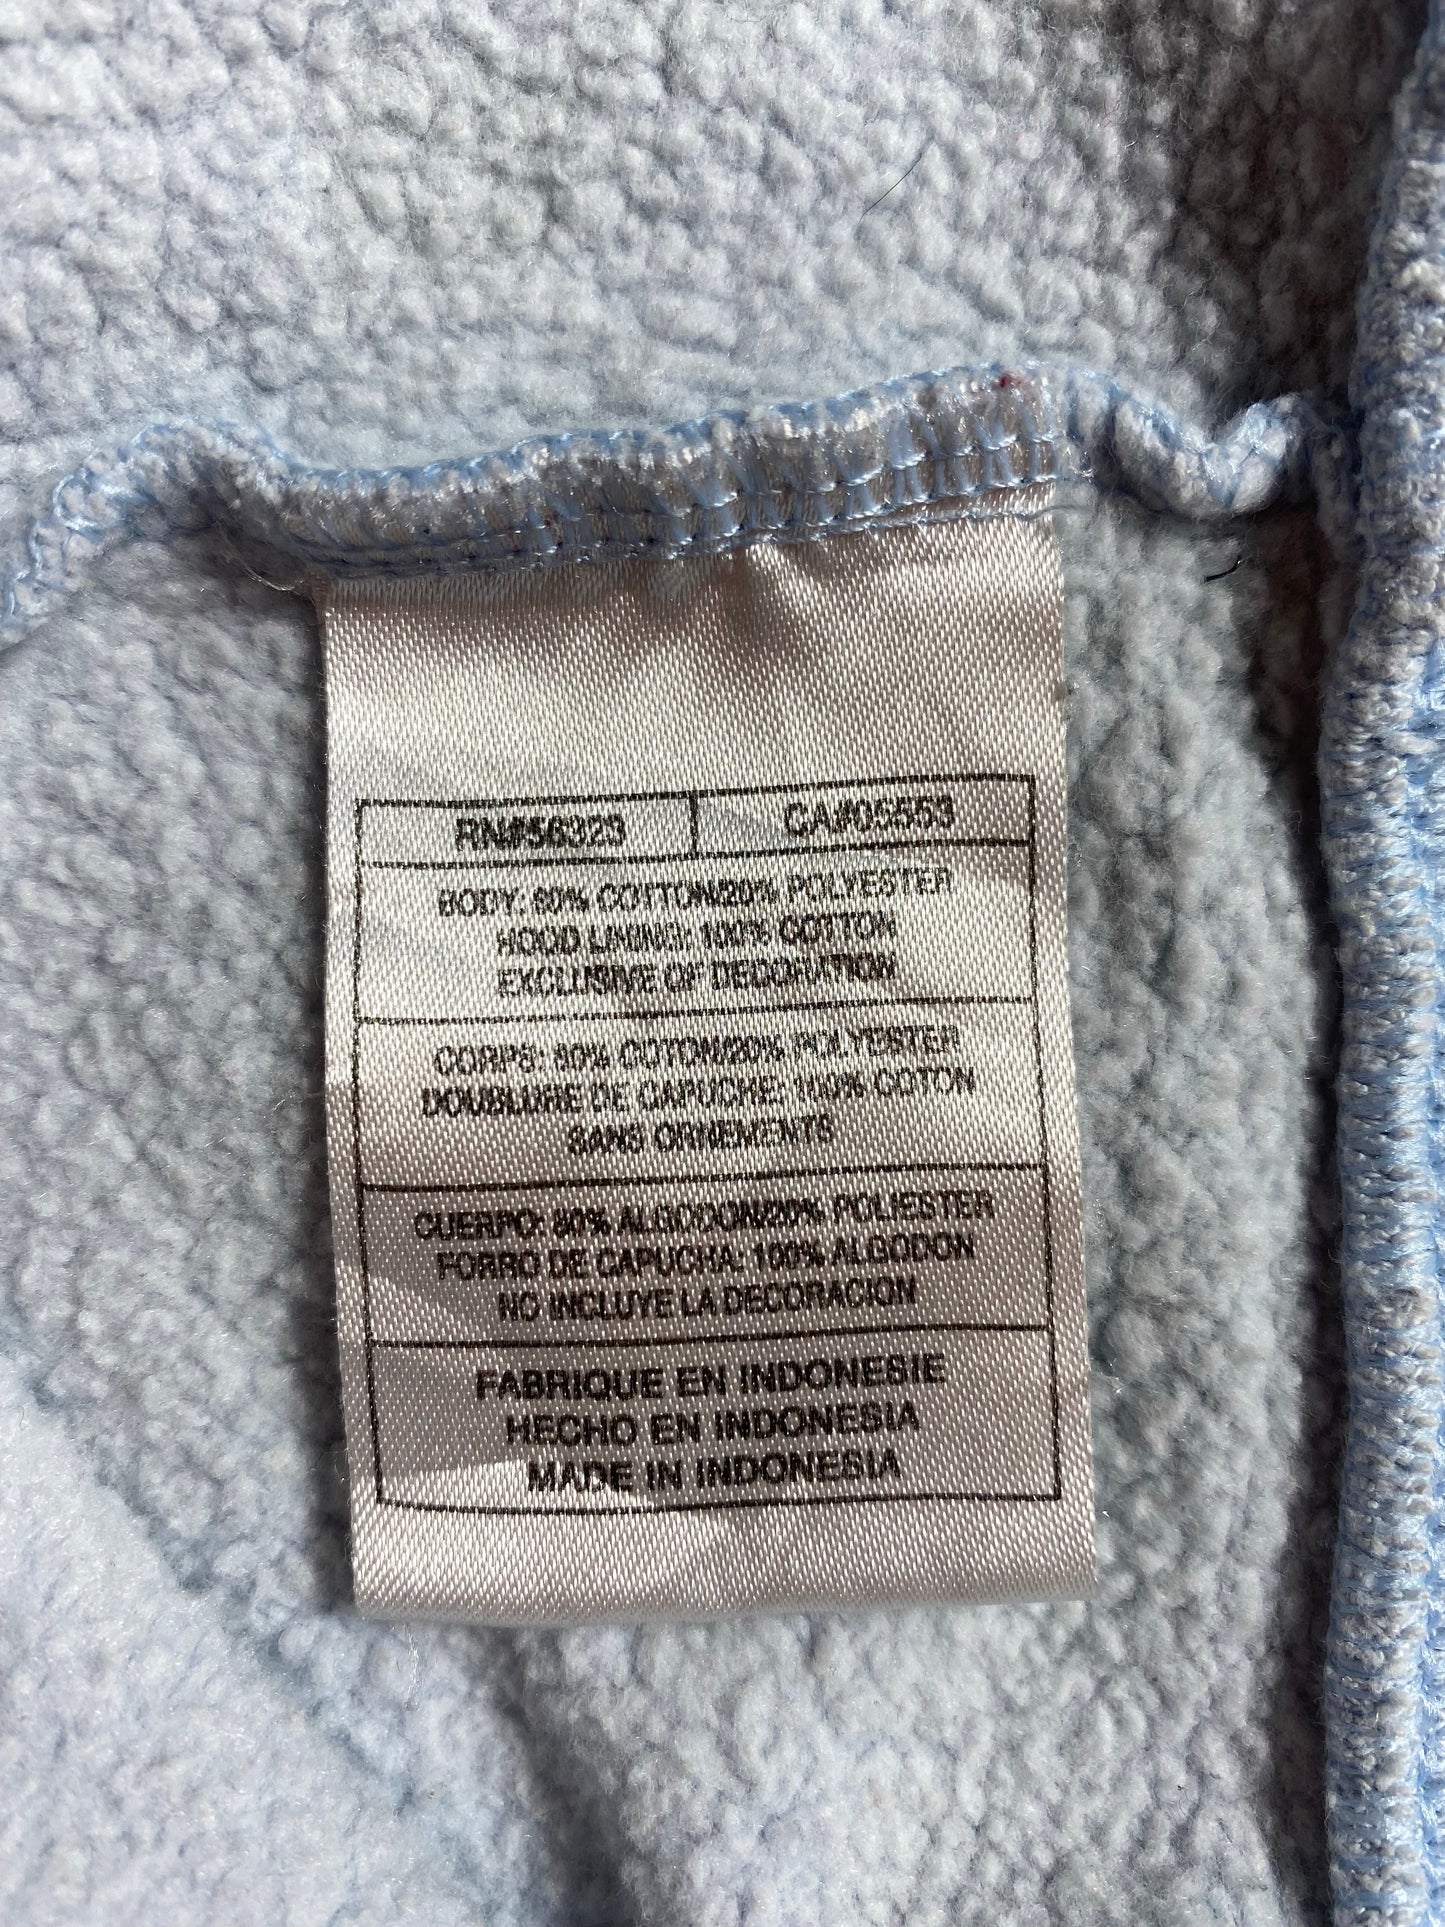 RN#56323 CA#05553
BODY: 80% COTTON/20% POLYESTER
HOOD LINING: 100% COTTON
EXCLUSIVE OF DECORATION
CORPS: 80% COTON/20% POLYESTER
DOUBLURE DE CAPUCHE: 100% COTON
SANS ORNEMENTS
CUERPO: 80% ALGODON/20% POLIESTER
FORRO DE CAPUCHA: 100% ALGODON
NO INCLUYE LA DECORACION
FABRIQUE EN INDONESIE
HECHO EN INDONESIA
MADE IN INDONESIA